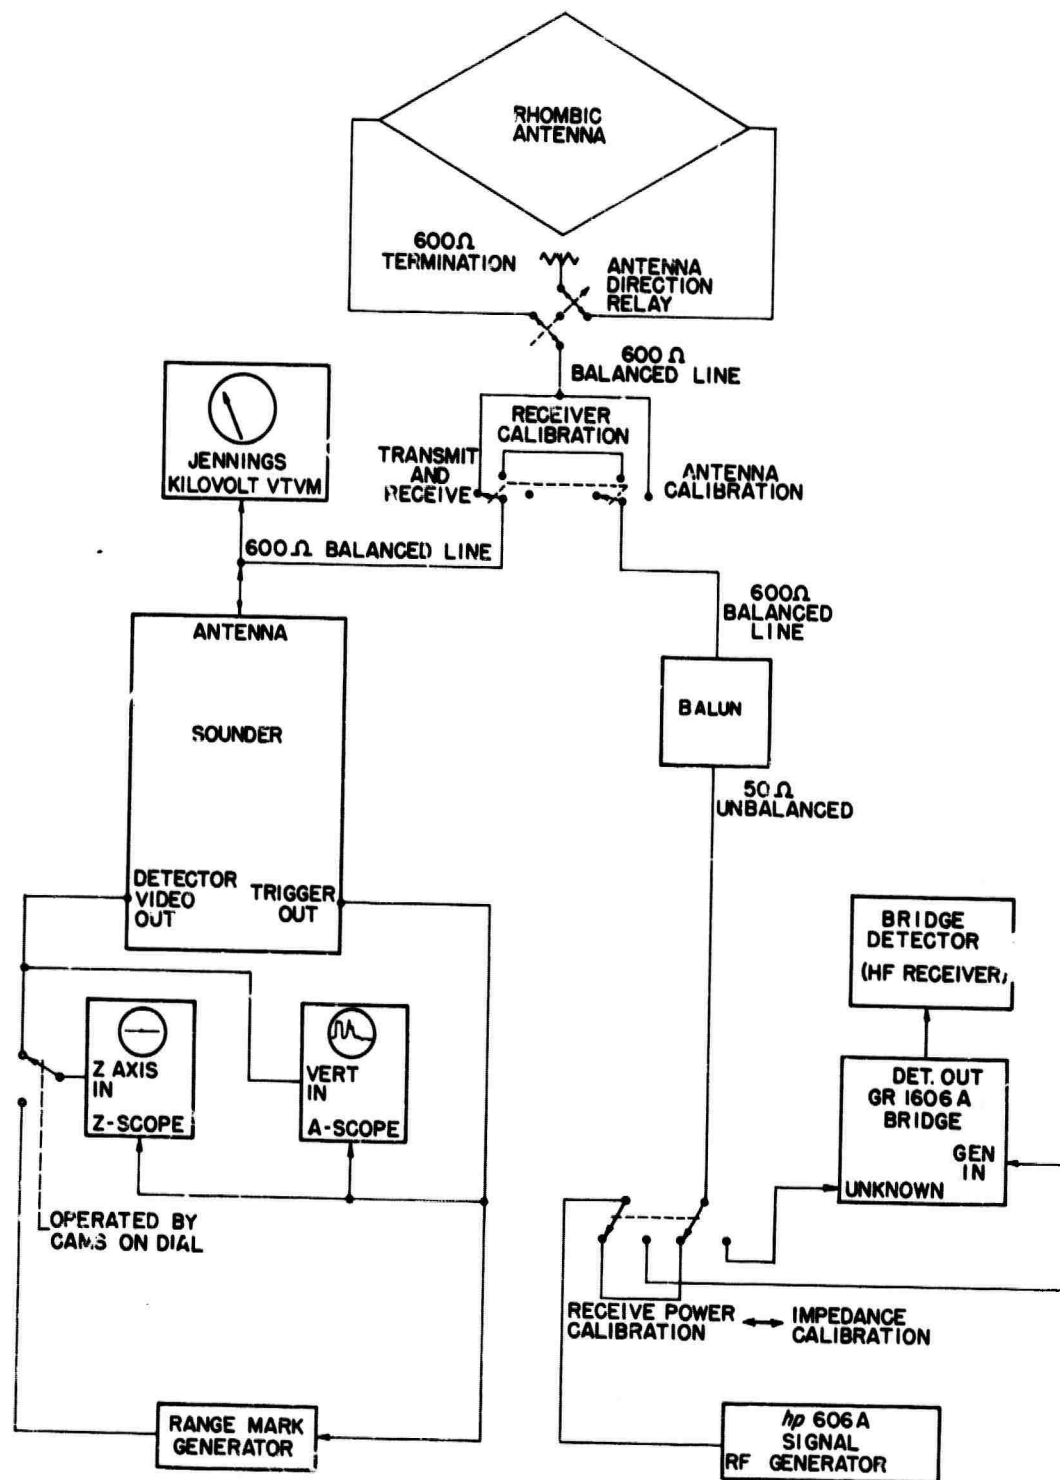 RHOMBIC
ANTENNA
600Ω
TERMINATION
ANTENNA
DIRECTION
RELAY
600 Ω
BALANCED LINE
RECEIVER
CALIBRATION
TRANSMIT
AND
RECEIVE
ANTENNA
CALIBRATION
JENNINGS
KILOVOLT VTVM
600 Ω BALANCED LINE
600Ω
BALANCED
LINE
ANTENNA
SOUNDER
BALUN
50 Ω
UNBALANCED
DETECTOR
VIDEO
OUT
TRIGGER
OUT
BRIDGE
DETECTOR
(HF RECEIVER)
Z AXIS
IN
Z-SCOPE
VERT
IN
A-SCOPE
DET. OUT
GR 1606 A
BRIDGE
GEN
IN
UNKNOWN
OPERATED BY
CAMS ON DIAL
RECEIVE POWER
CALIBRATION
IMPEDANCE
CALIBRATION
RANGE MARK
GENERATOR
hp 606A
SIGNAL
RF GENERATOR